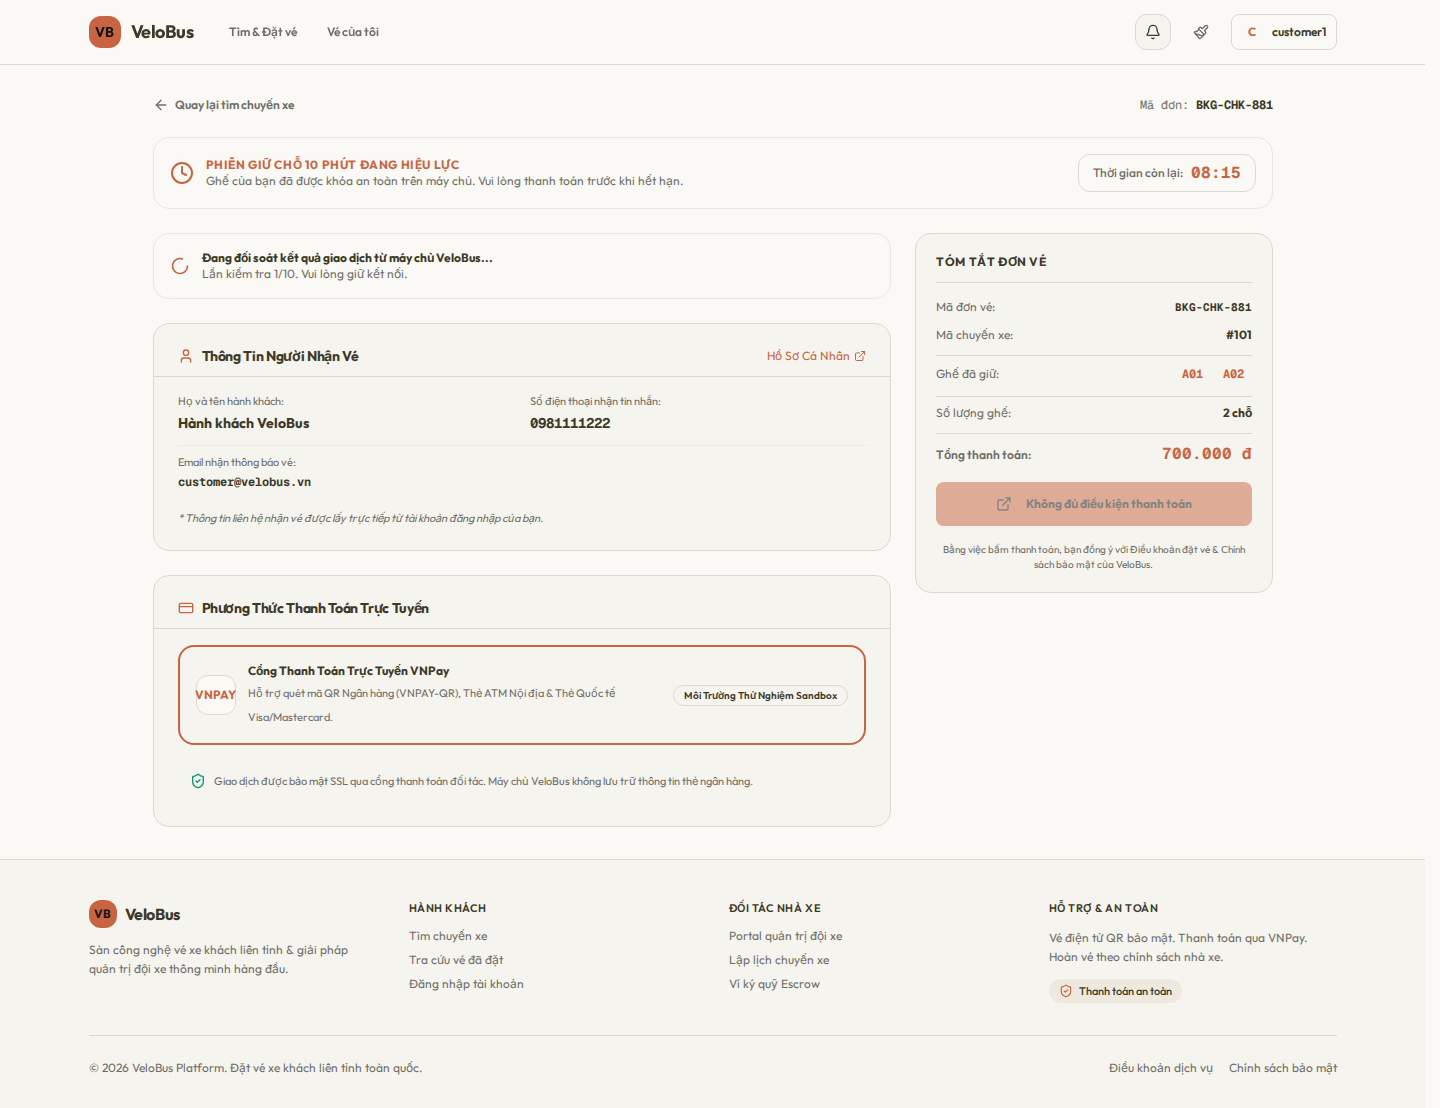 VB VeloBus
Tìm & Đặt vé
Vé của tôi
C customer1
Quay lại tìm chuyến xe
Mã đơn: BKG-CHK-881
PHIÊN GIỮ CHỖ 10 PHÚT ĐANG HIỆU LỰC
Ghế của bạn đã được khóa an toàn trên máy chủ. Vui lòng thanh toán trước khi hết hạn.
Thời gian còn lại: 08:15
Đang đối soát kết quả giao dịch từ máy chủ VeloBus...
Lần kiểm tra 1/10. Vui lòng giữ kết nối.
Thông Tin Người Nhận Vé
Hồ Sơ Cá Nhân
Họ và tên hành khách:
Hành khách VeloBus
Số điện thoại nhận tin nhắn:
0981111222
Email nhận thông báo vé:
customer@velobus.vn
* Thông tin liên hệ nhận vé được lấy trực tiếp từ tài khoản đăng nhập của bạn.
Phương Thức Thanh Toán Trực Tuyến
VNPAY
Cổng Thanh Toán Trực Tuyến VNPay
Hỗ trợ quét mã QR Ngân hàng (VNPAY-QR), Thẻ ATM Nội địa & Thẻ Quốc tế
Visa/Mastercard.
Môi Trường Thử Nghiệm Sandbox
Giao dịch được bảo mật SSL qua cổng thanh toán đối tác. Máy chủ VeloBus không lưu trữ thông tin thẻ ngân hàng.
TÓM TẮT ĐƠN VÉ
Mã đơn vé: BKG-CHK-881
Mã chuyến xe: #101
Ghế đã giữ: A01 A02
Số lượng ghế: 2 chỗ
Tổng thanh toán: 700.000 đ
Không đủ điều kiện thanh toán
Bằng việc bấm thanh toán, bạn đồng ý với Điều khoản đặt vé & Chính
sách bảo mật của VeloBus.
VB VeloBus
Sàn công nghệ vé xe khách liên tỉnh & giải pháp
quản trị đội xe thông minh hàng đầu.
HÀNH KHÁCH
Tìm chuyến xe
Tra cứu vé đã đặt
Đăng nhập tài khoản
ĐỐI TÁC NHÀ XE
Portal quản trị đội xe
Lập lịch chuyến xe
Ví ký quỹ Escrow
HỖ TRỢ & AN TOÀN
Vé điện tử QR bảo mật. Thanh toán qua VNPay.
Hoàn vé theo chính sách nhà xe.
Thanh toán an toàn
© 2026 VeloBus Platform. Đặt vé xe khách liên tỉnh toàn quốc.
Điều khoản dịch vụ
Chính sách bảo mật